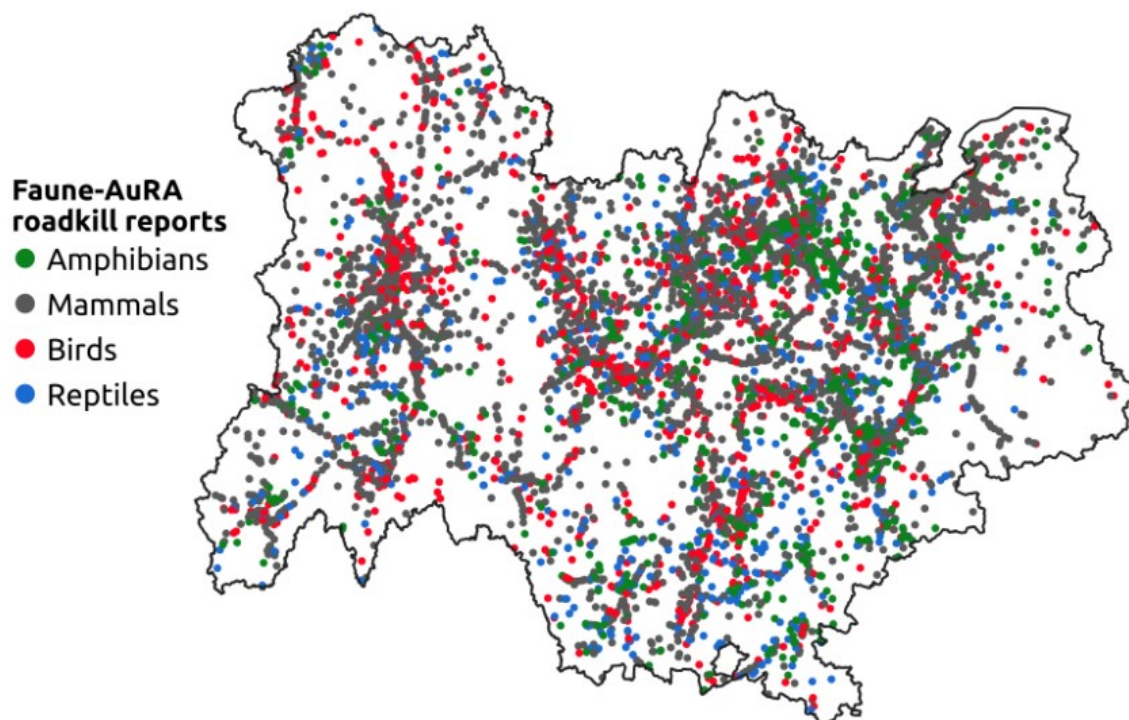 Faune-AuRA
roadkill reports
Amphibians
Mammals
Birds
Reptiles